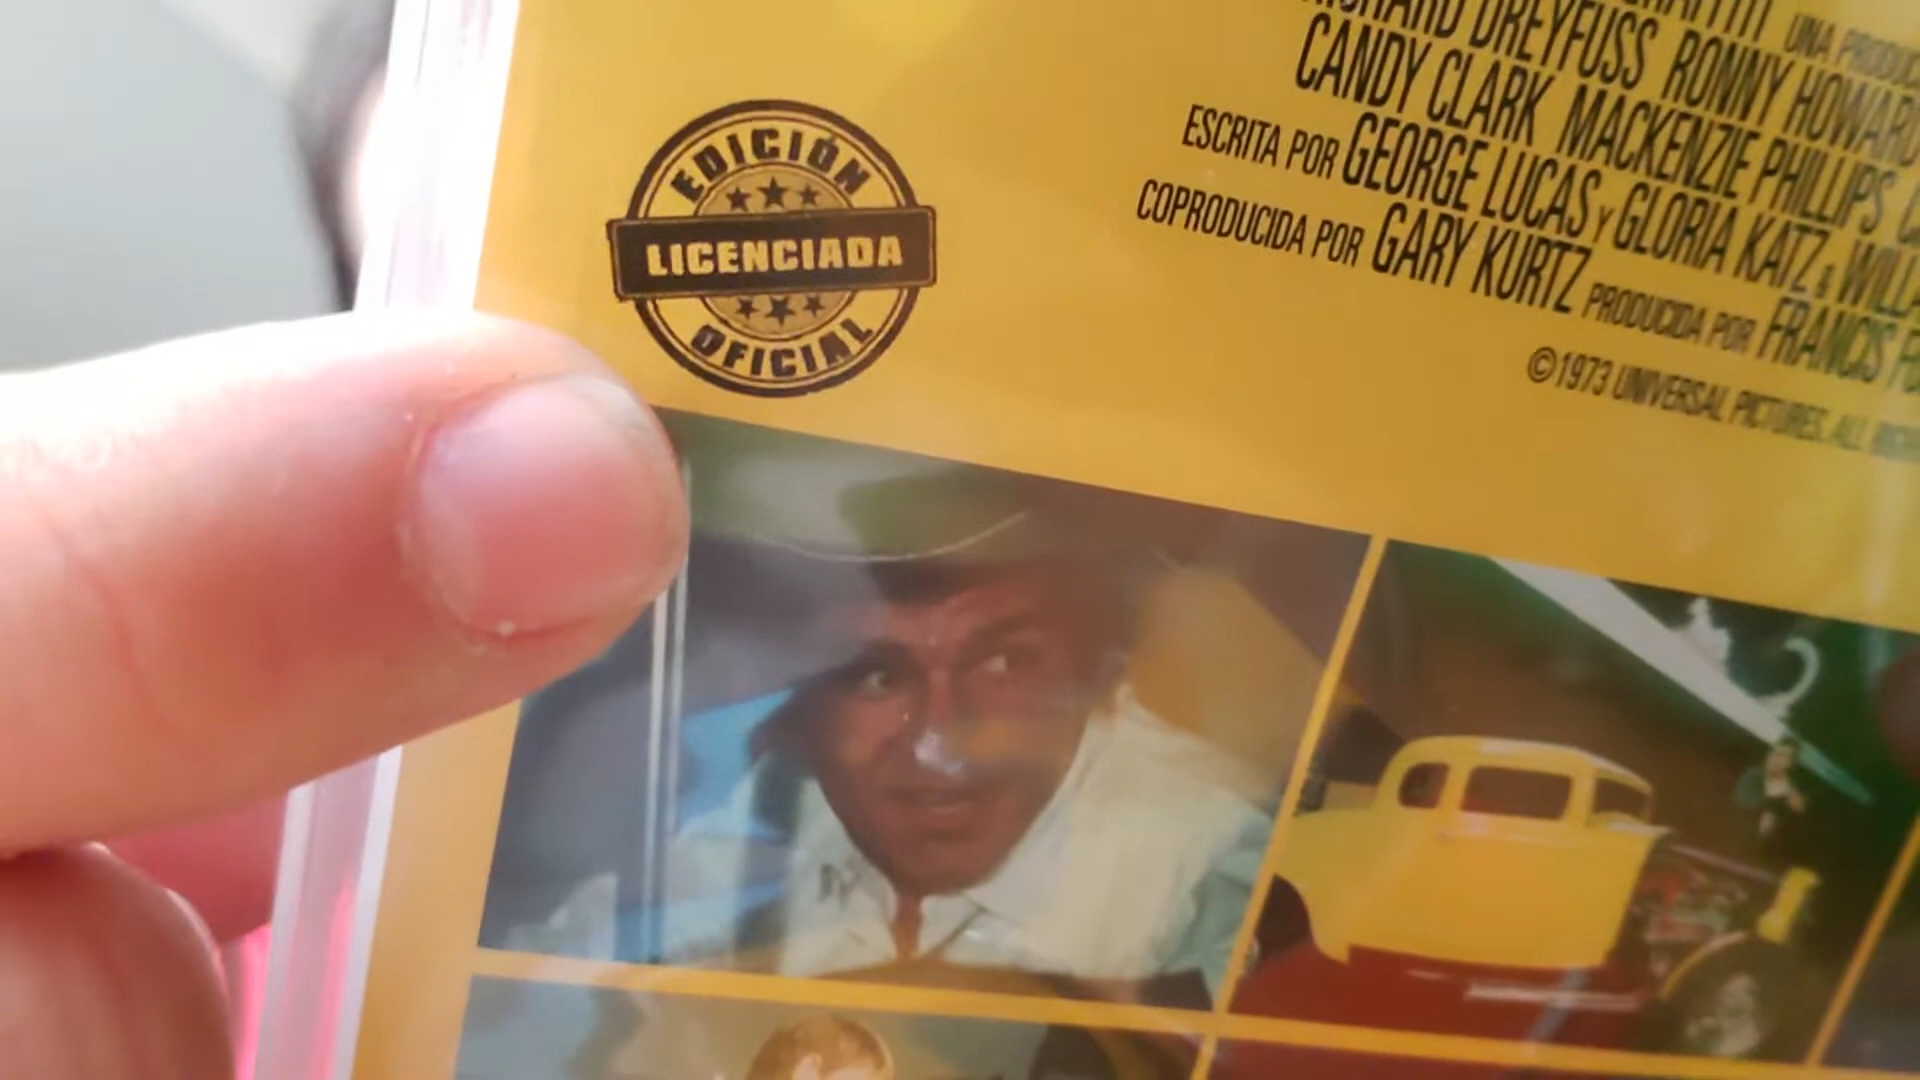 EDICIÓN
LICENCIADA
OFICIAL
UNA
DREYFUSS RONNY HOWARD
CANDY CLARK MACKENZIE PHILLIPS
ESCRITA POR GEORGE LUCAS Y GLORIA KATZ &
COPRODUCIDA POR GARY KURTZ PRODUCIDA POR FRANCIS
©1973 UNIVERSAL PICTURES. ALL